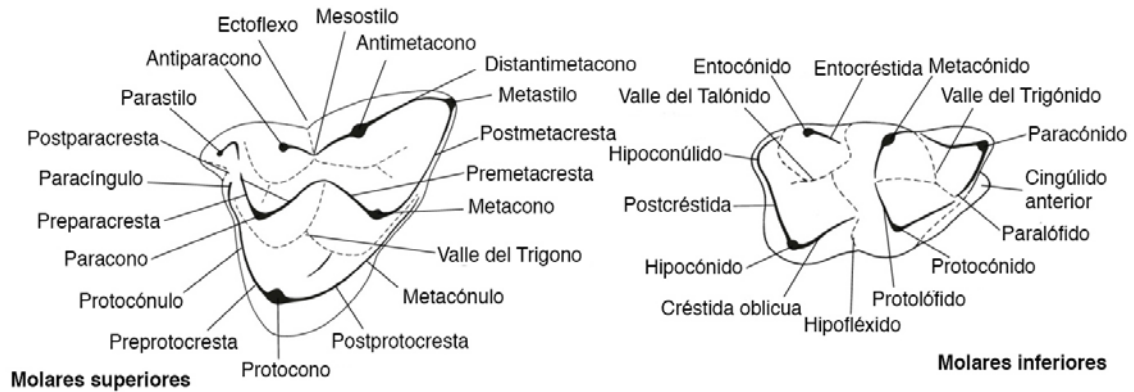 Ectoflexo
Mesostilo
Antiparacono
Antimetacono
Distantimetacono
Parastilo
Metastilo
Postparacresta
Postmetacresta
Paracíngulo
Premetacresta
Preparacresta
Metacono
Paracono
Valle del Trigono
Protocónulo
Metacónulo
Preprotocresta
Postprotocresta
Protocono
Molares superiores
Entocónido
Entocréstida
Metacónido
Valle del Talónido
Valle del Trigónido
Hipoconúlido
Paracónido
Postcréstida
Cingúlido
anterior
Paralófido
Hipocónido
Protocónido
Créstida oblicua
Protolófido
Hipofléxido
Molares inferiores